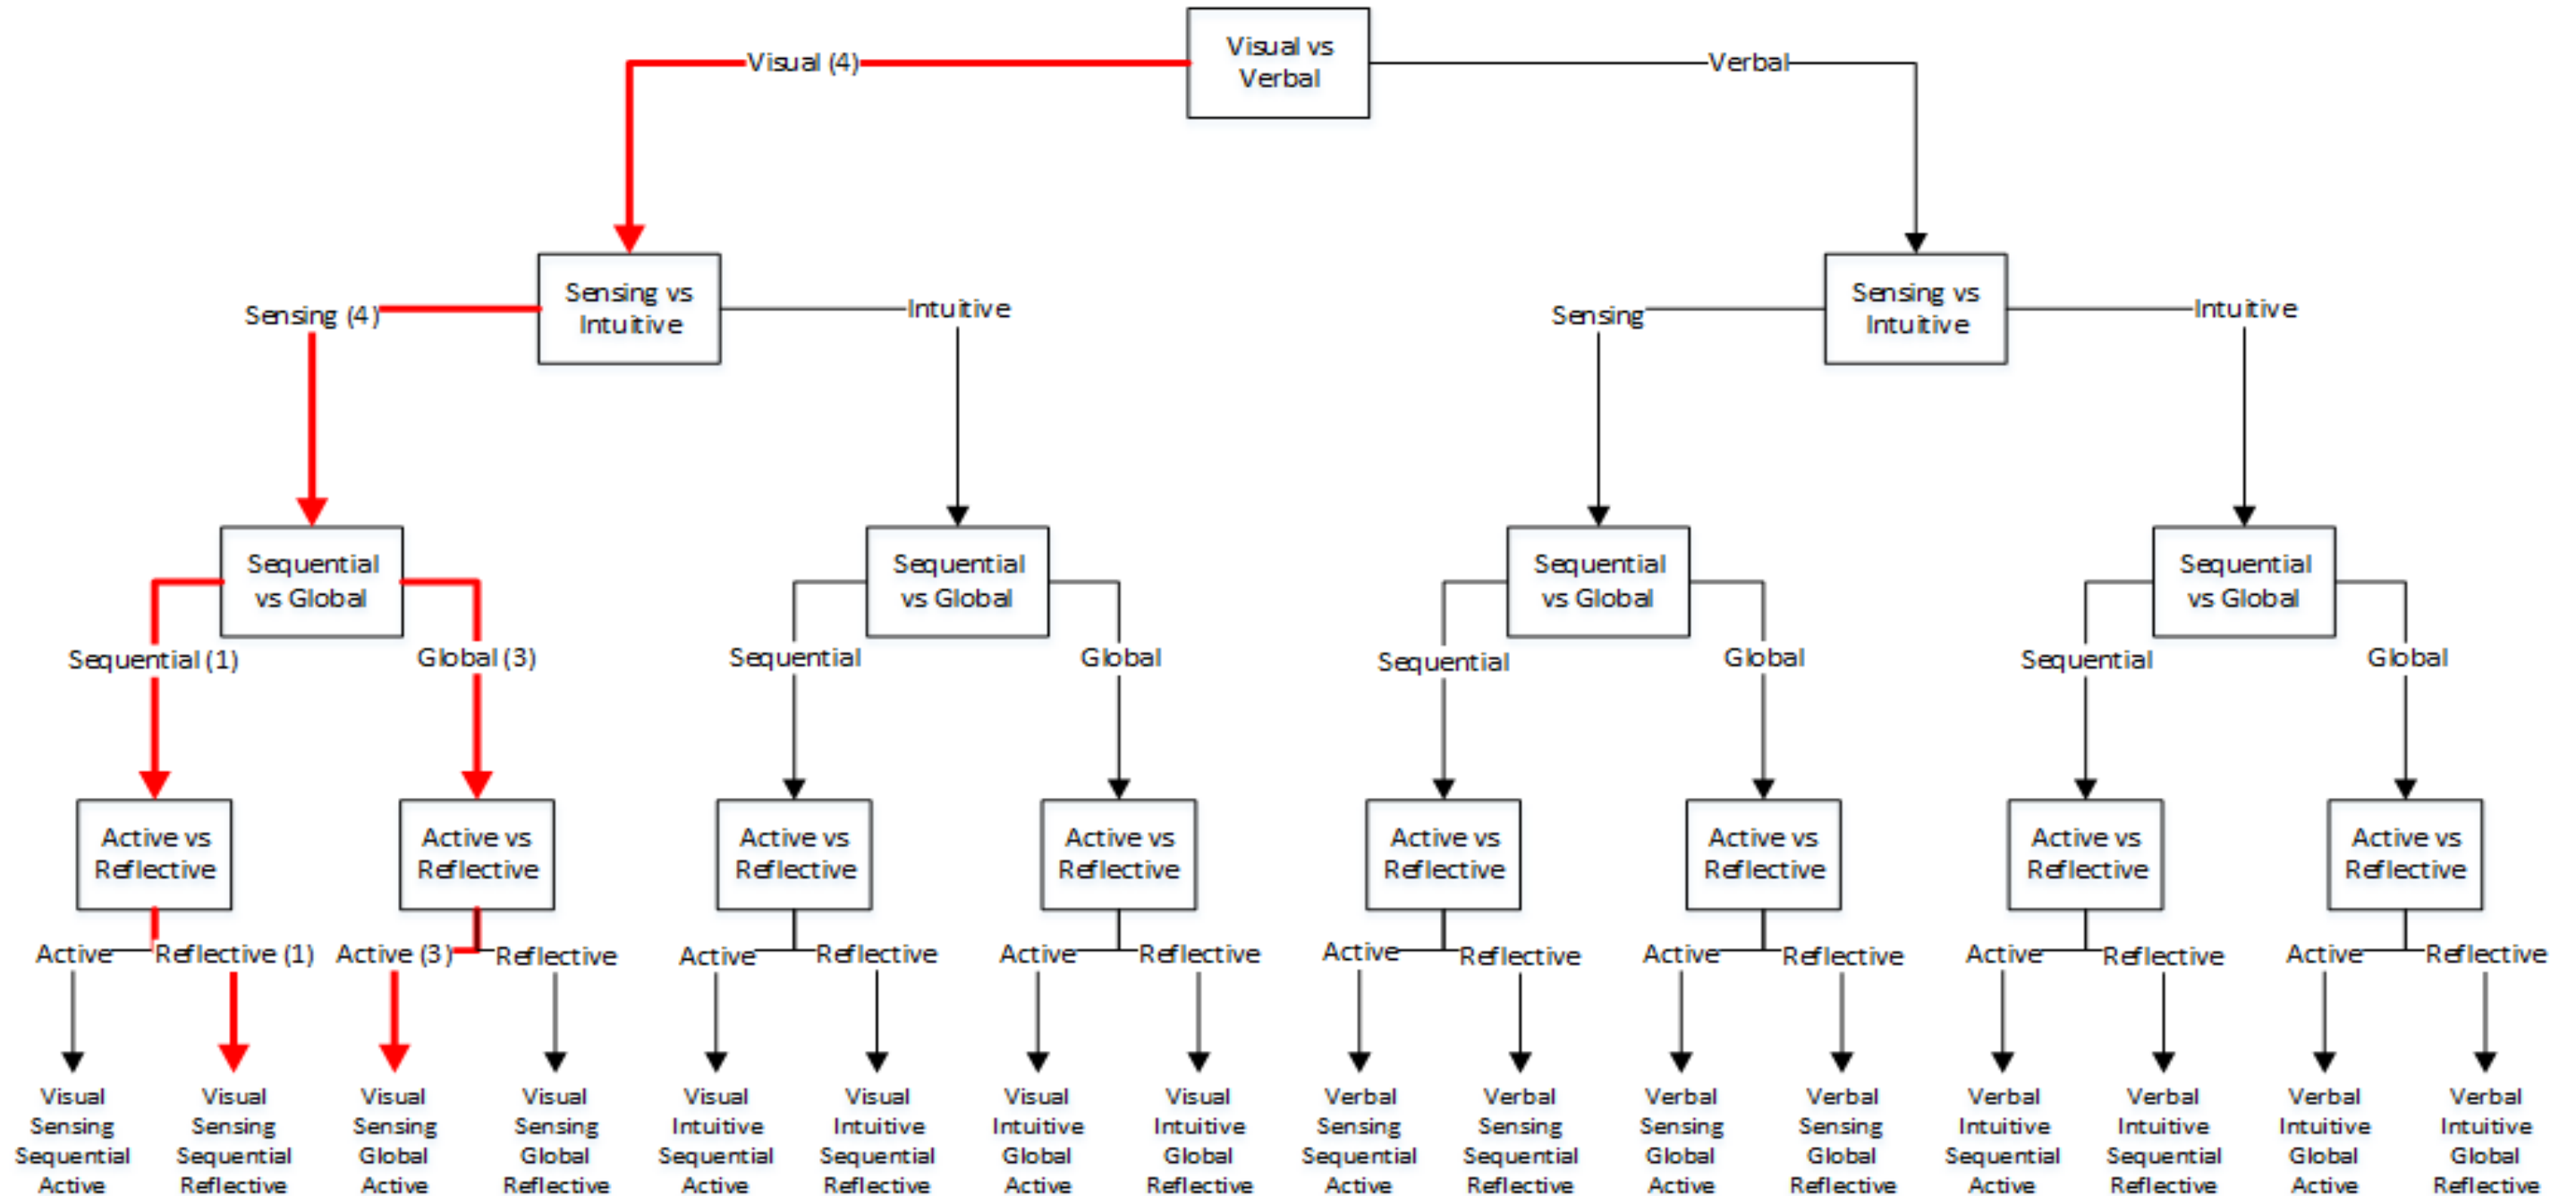 Visual vs
Verbal
Visual (4)
Verbal
Sensing vs
Intuitive
Sensing (4)
Intuitive
Sensing vs
Intuitive
Sensing
Intuitive
Sequential
vs Global
Sequential
vs Global
Sequential
vs Global
Sequential
vs Global
Sequential (1)
Global (3)
Sequential
Global
Sequential
Global
Sequential
Global
Active vs
Reflective
Active vs
Reflective
Active vs
Reflective
Active vs
Reflective
Active vs
Reflective
Active vs
Reflective
Active vs
Reflective
Active vs
Reflective
Active
Reflective (1)
Active (3)
Reflective
Active
Reflective
Active
Reflective
Active
Reflective
Active
Reflective
Active
Reflective
Active
Reflective
Visual
Sensing
Sequential
Active
Visual
Sensing
Sequential
Reflective
Visual
Sensing
Global
Active
Visual
Sensing
Global
Reflective
Visual
Intuitive
Sequential
Active
Visual
Intuitive
Sequential
Reflective
Visual
Intuitive
Global
Active
Visual
Intuitive
Global
Reflective
Verbal
Sensing
Sequential
Active
Verbal
Sensing
Sequential
Reflective
Verbal
Sensing
Global
Active
Verbal
Sensing
Global
Reflective
Verbal
Intuitive
Sequential
Active
Verbal
Intuitive
Sequential
Reflective
Verbal
Intuitive
Global
Active
Verbal
Intuitive
Global
Reflective